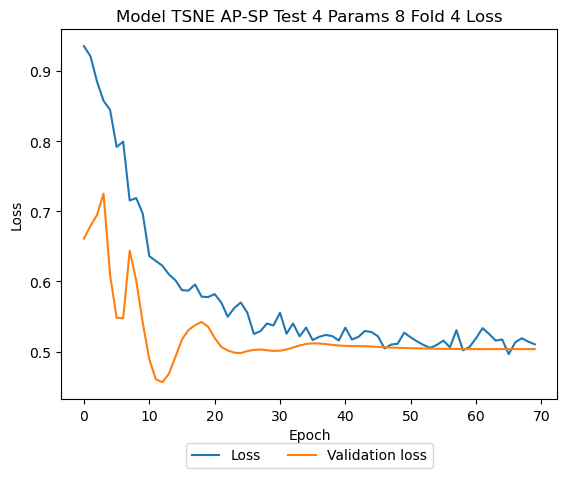 Model TSNE AP-SP Test 4 Params 8 Fold 4 Loss
0.9
0.8
0.7
0.6
0.5
Loss
0 10 20 30 40 50 60 70
Epoch
Loss Validation loss